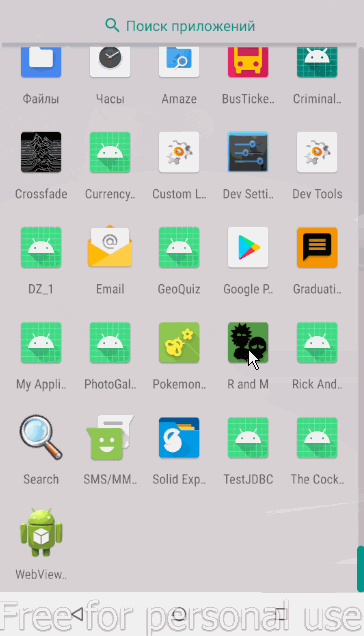 Поиск приложений
Файлы Часы Amaze BusTicke.. Criminal..
Crossfade Currency.. Custom L.. Dev Setti.. Dev Tools
DZ_1 Email GeoQuiz Google P.. Graduati..
My Appli.. PhotoGal.. Pokemon.. R and M Rick And..
Search SMS/MM.. Solid Exp.. TestJDBC The Cock..
WebView..
Free for personal use